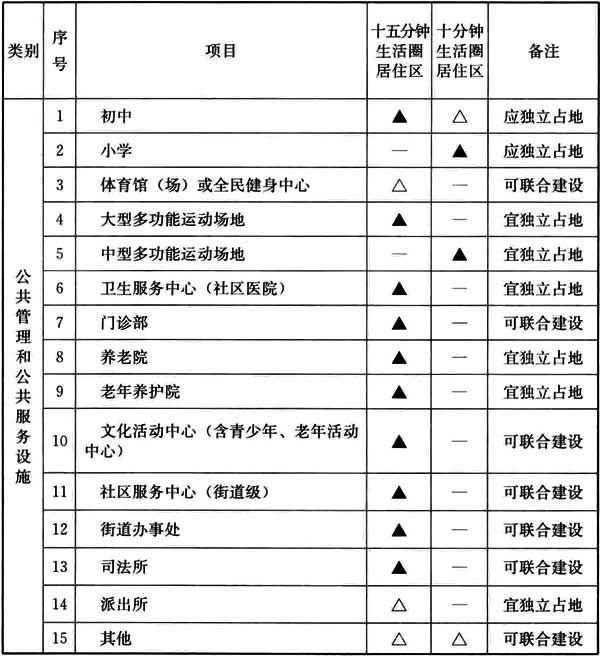 类别 序号 项目 十五分钟生活圈居住区 十分钟生活圈居住区 备注
公共管理和公共服务设施
1 初中 ▲ △ 应独立占地
2 小学 — ▲ 应独立占地
3 体育馆（场）或全民健身中心 △ — 可联合建设
4 大型多功能运动场地 ▲ — 宜独立占地
5 中型多功能运动场地 — ▲ 宜独立占地
6 卫生服务中心（社区医院） ▲ — 宜独立占地
7 门诊部 ▲ — 可联合建设
8 养老院 ▲ — 宜独立占地
9 老年养护院 ▲ — 宜独立占地
10 文化活动中心（含青少年、老年活动中心） ▲ — 可联合建设
11 社区服务中心（街道级） ▲ — 可联合建设
12 街道办事处 ▲ — 可联合建设
13 司法所 ▲ — 可联合建设
14 派出所 △ — 宜独立占地
15 其他 △ △ 可联合建设